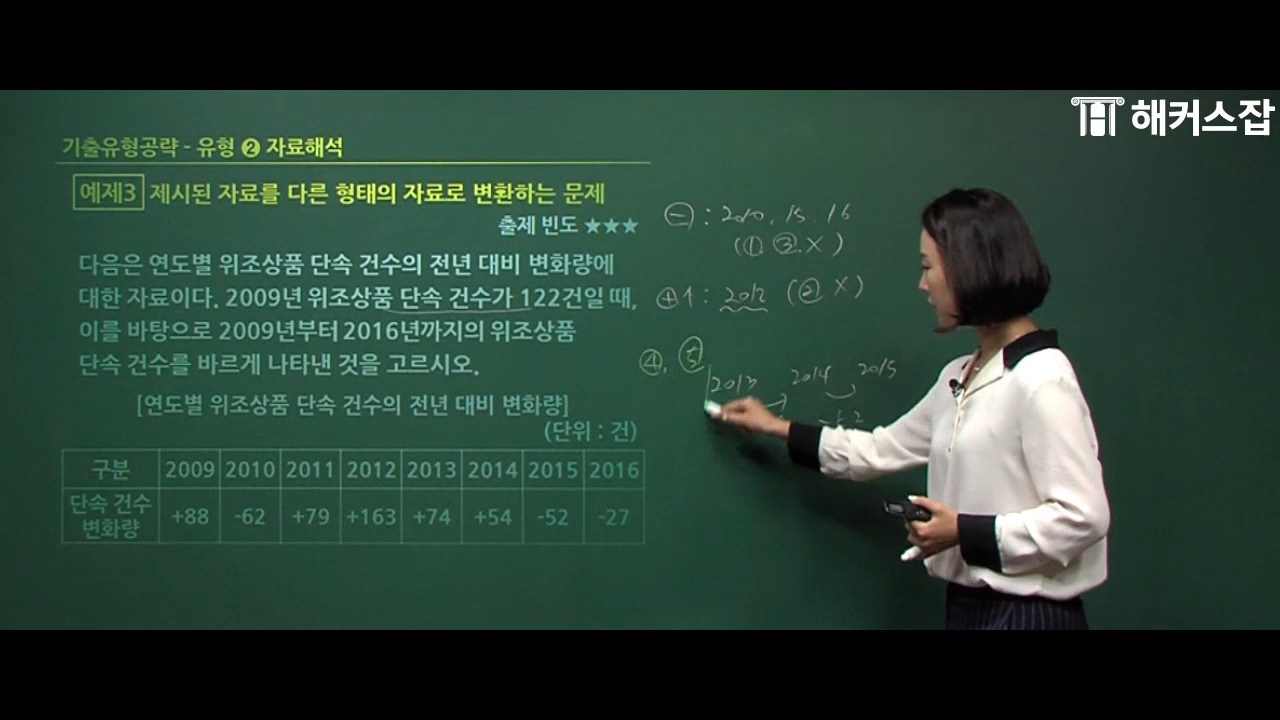 해커스잡
기출유형공략 - 유형 ❷ 자료해석
예제3 제시된 자료를 다른 형태의 자료로 변환하는 문제
출제 빈도 ★★★
다음은 연도별 위조상품 단속 건수의 전년 대비 변화량에
대한 자료이다. 2009년 위조상품 단속 건수가 122건일 때,
이를 바탕으로 2009년부터 2016년까지의 위조상품
단속 건수를 바르게 나타낸 것을 고르시오.
[연도별 위조상품 단속 건수의 전년 대비 변화량]
(단위 : 건)
구분 2009 2010 2011 2012 2013 2014 2015 2016
단속 건수 변화량 +88 -62 +79 +163 +74 +54 -52 -27
⊖ : 2010, 15, 16
(① ③ X)
⊕↑ : 2012 (② X)
④, ⑤
2013 → 2014 2015